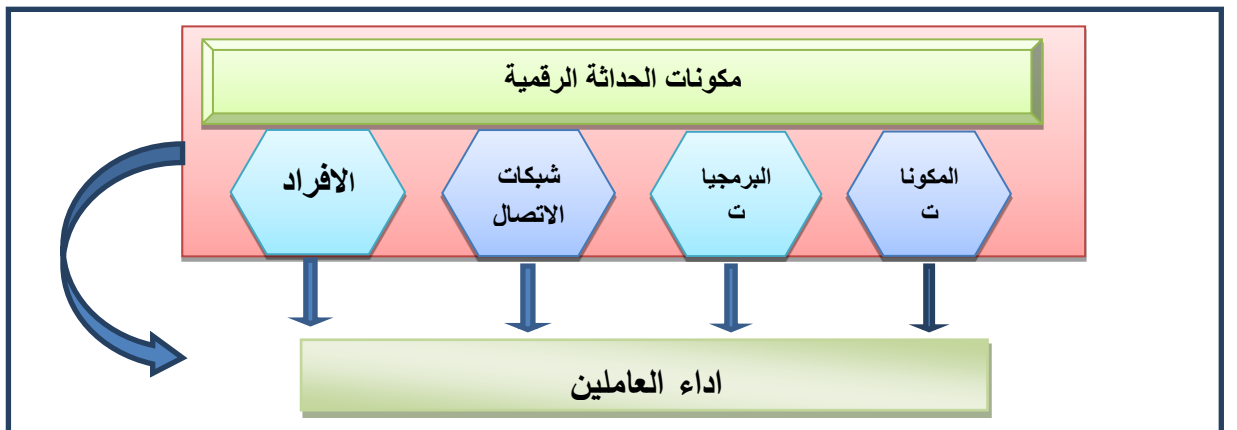 مكونات الحداثة الرقمية
المكونا
ت
البرمجيا
ت
شبكات
الاتصال
الافراد
اداء العاملين